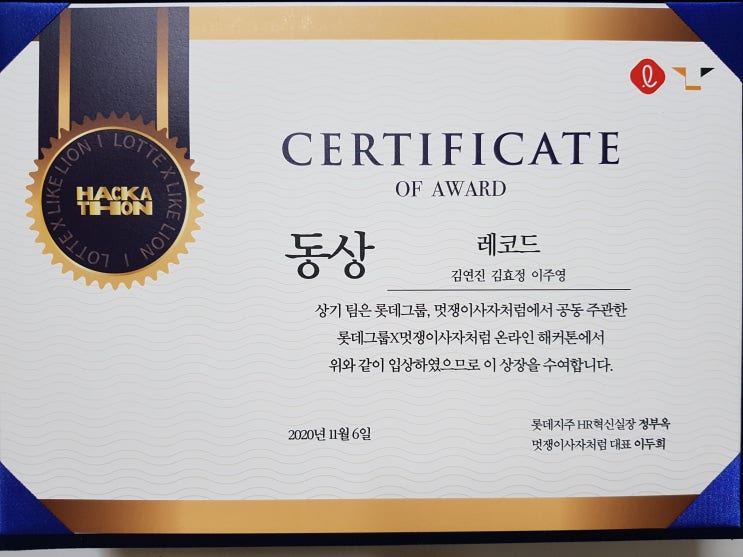 LOTTE X LIKE LION | LOTTE X LIKE LION |
HACKA
THON
CERTIFICATE
OF AWARD
동상
레코드
김연진 김효정 이주영
상기 팀은 롯데그룹, 멋쟁이사자처럼에서 공동 주관한
롯데그룹X멋쟁이사자처럼 온라인 해커톤에서
위와 같이 입상하였으므로 이 상장을 수여합니다.
2020년 11월 6일
롯데지주 HR혁신실장 정부옥
멋쟁이사자처럼 대표 이두희